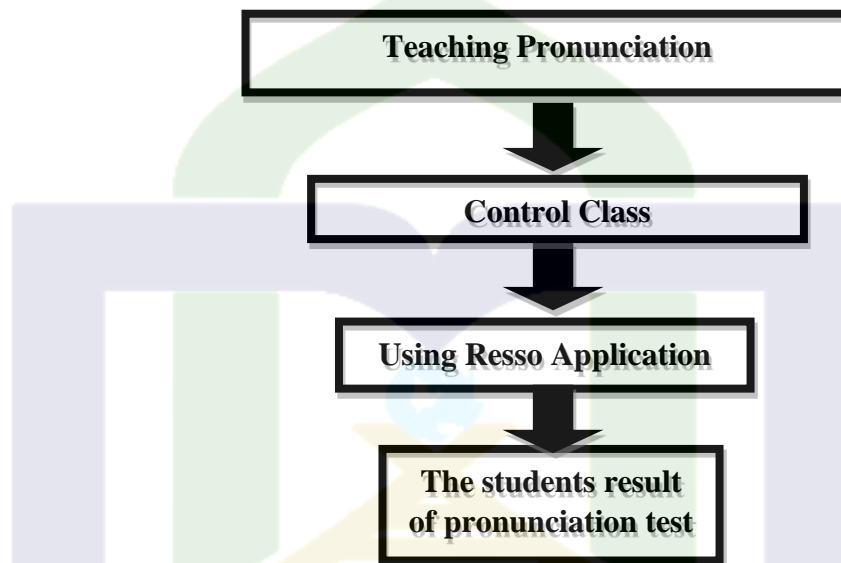 Teaching Pronunciation
Control Class
Using Resso Application
The students result
of pronunciation test